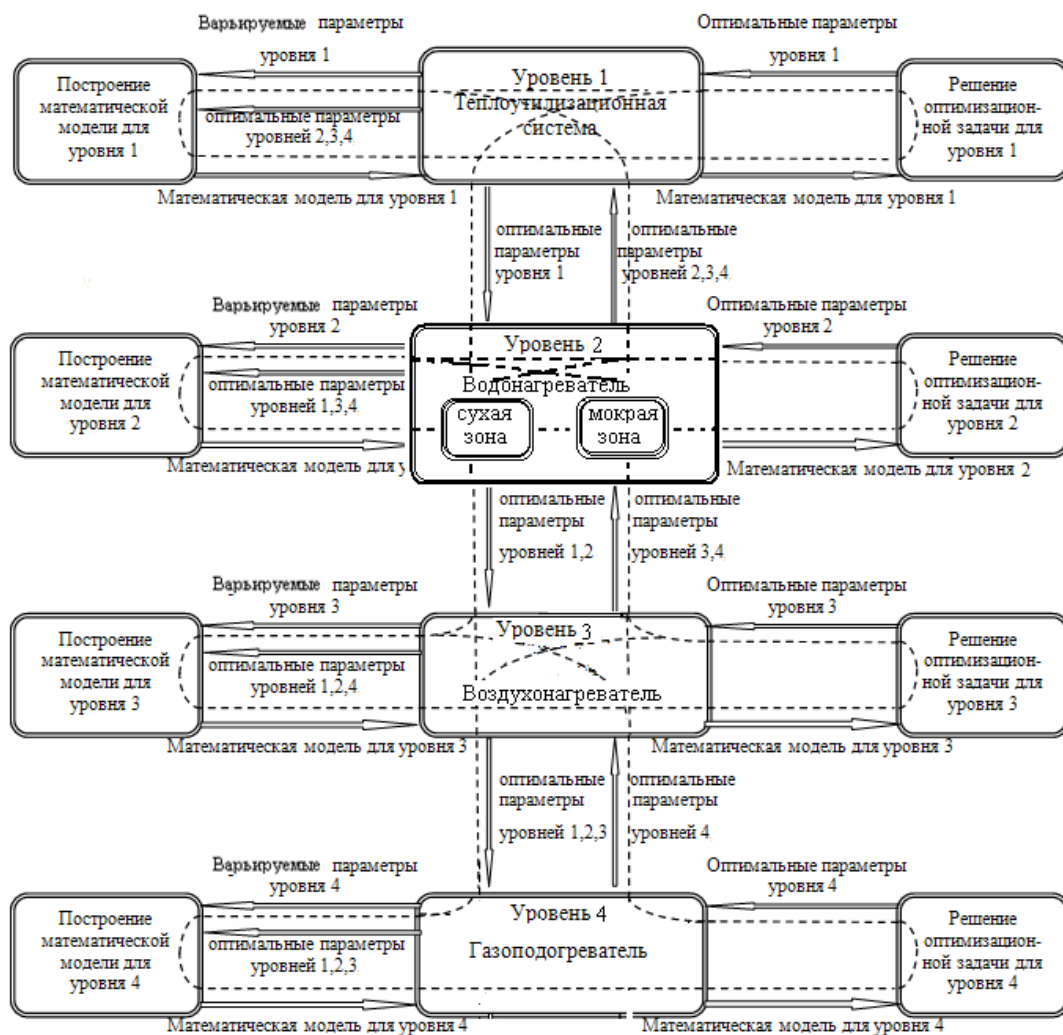 Варьируемые параметры
уровня 1
Оптимальные параметры
уровня 1
Построение
математической
модели для
уровня 1
оптимальные параметры
уровней 2,3,4
Уровень 1
Теплоутилизационная
система
Решение
оптимизацион-
ной задачи для
уровня 1
Математическая модель для уровня 1
Математическая модель для уровня 1
оптимальные
параметры
уровня 1
оптимальные
параметры
уровней 2,3,4
Варьируемые параметры
уровня 2
Оптимальные параметры
уровня 2
Построение
математической
модели для
уровня 2
оптимальные параметры
уровней 1,3,4
Уровень 2
Водонагреватель
сухая
зона
мокрая
зона
Решение
оптимизацион-
ной задачи для
уровня 2
Математическая модель для
Математическая модель для уровня 2
оптимальные
параметры
уровней 1,2
оптимальные
параметры
уровней 3,4
Варьируемые параметры
уровня 3
Оптимальные параметры
уровня 3
Построение
математической
модели для
уровня 3
оптимальные параметры
уровней 1,2,4
Уровень 3
Воздухонагреватель
Решение
оптимизацион-
ной задачи для
уровня 3
Математическая модель для уровня 3
Математическая модель для уровня 3
оптимальные
параметры
уровней 1,2,3
оптимальные
параметры
уровней 4
Варьируемые параметры
уровня 4
Оптимальные параметры
уровня 4
Построение
математической
модели для
уровня 4
оптимальные параметры
уровней 1,2,3
Уровень 4
Газоподогреватель
Решение
оптимизацион-
ной задачи для
уровня 4
Математическая модель для уровня 4
Математическая модель для уровня 4